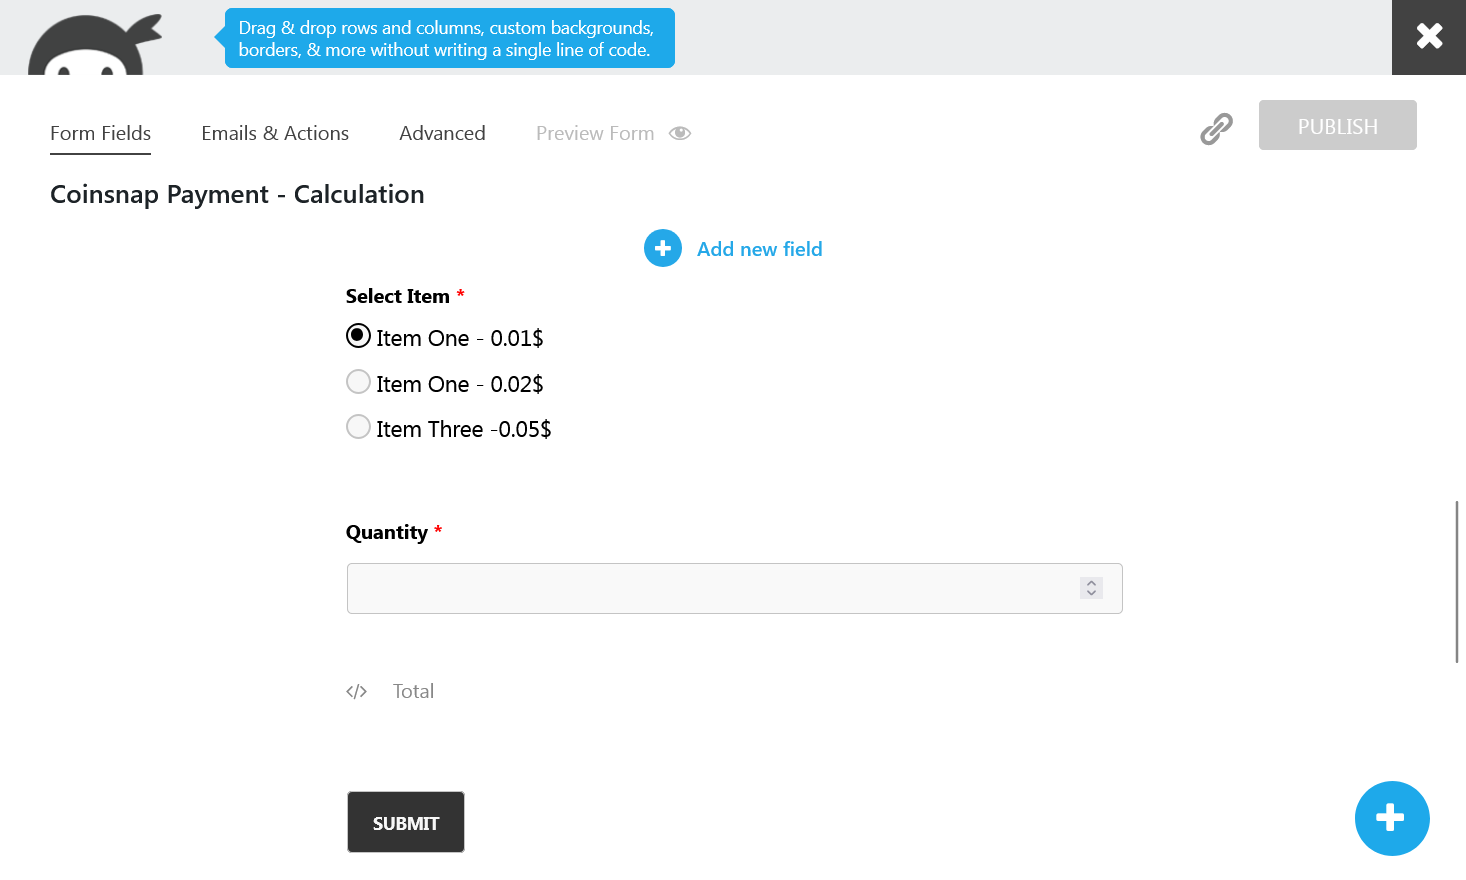 Drag & drop rows and columns, custom backgrounds,
borders, & more without writing a single line of code.
Form Fields Emails & Actions Advanced Preview Form PUBLISH
Coinsnap Payment - Calculation
Add new field
Select Item *
Item One - 0.01$
Item One - 0.02$
Item Three -0.05$
Quantity *
</> Total
SUBMIT